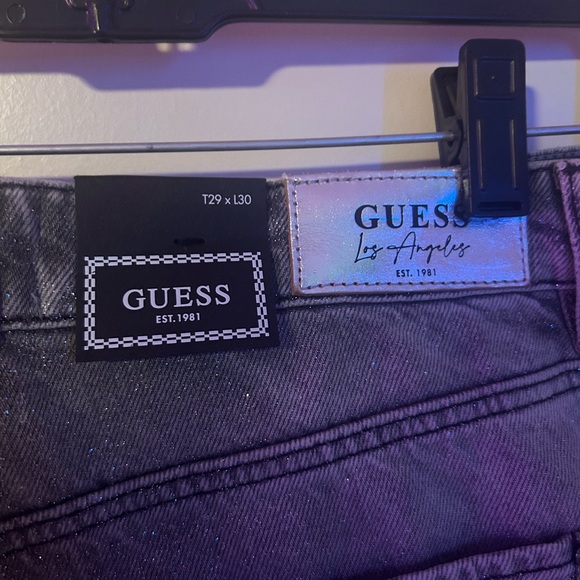 T29 x L30
GUESS
EST.1981
GUESS
Los Angeles
EST. 1981